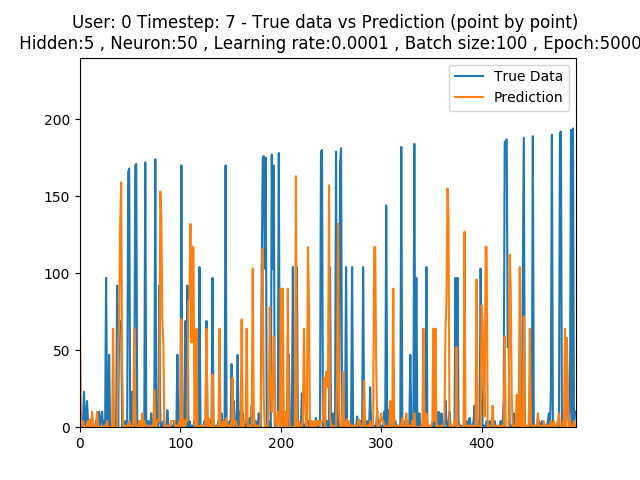 User: 0 Timestep: 7 - True data vs Prediction (point by point)
Hidden:5 , Neuron:50 , Learning rate:0.0001 , Batch size:100 , Epoch:5000
True Data
Prediction
200
150
100
50
0
0 100 200 300 400